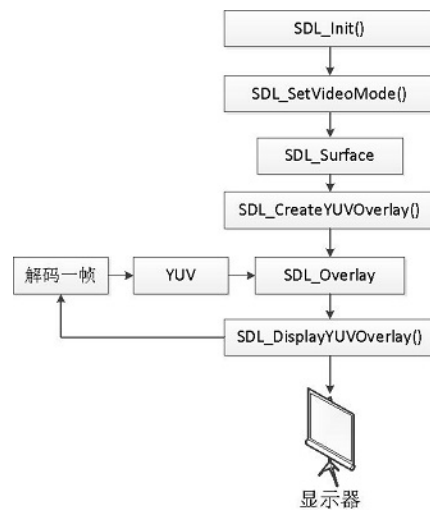 SDL_Init()
SDL_SetVideoMode()
SDL_Surface
SDL_CreateYUVOverlay()
解码一帧
YUV
SDL_Overlay
SDL_DisplayYUVOverlay()
显示器